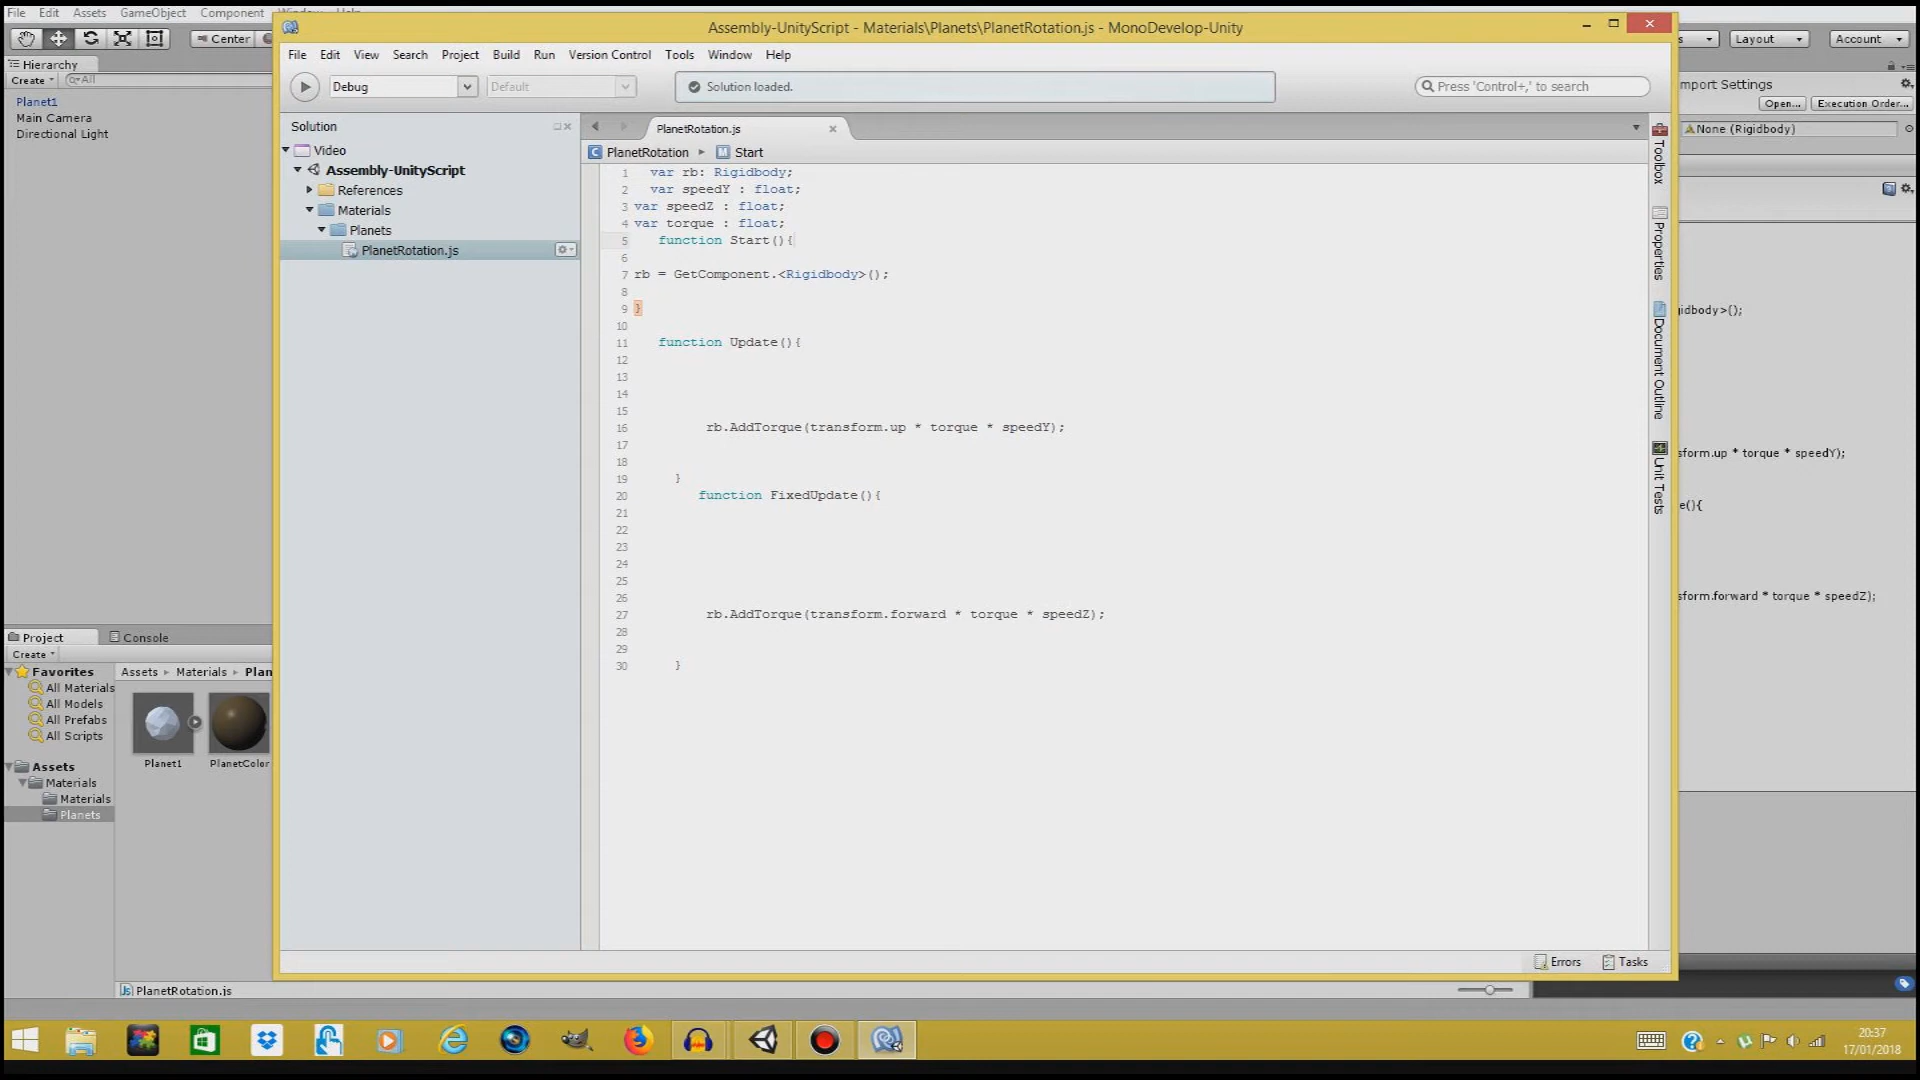 File Edit Assets GameObject Component Window Help
Assembly-UnityScript - Materials\Planets\PlanetRotation.js - MonoDevelop-Unity
Center
Layout
Account
Hierarchy
Create
All
Planet1
Main Camera
Directional Light
File Edit View Search Project Build Run Version Control Tools Window Help
Debug
Default
Solution loaded.
Press 'Control+,' to search
Solution
Video
Assembly-UnityScript
References
Materials
Planets
PlanetRotation.js
PlanetRotation.js
PlanetRotation Start
1 var rb: Rigidbody;
2 var speedY : float;
3 var speedZ : float;
4 var torque : float;
5 function Start(){
6
7 rb = GetComponent.<Rigidbody>();
8
9 }
10
11 function Update(){
12
13
14
15
16 rb.AddTorque(transform.up * torque * speedY);
17
18
19 }
20 function FixedUpdate(){
21
22
23
24
25
26
27 rb.AddTorque(transform.forward * torque * speedZ);
28
29
30 }
Toolbox
Properties
Document Outline
Unit Tests
mport Settings
Open... Execution Order...
None (Rigidbody)
idbody>();
sform.up * torque * speedY);
e(){
sform.forward * torque * speedZ);
Errors Tasks
Project Console
Create
Favorites
All Materials
All Models
All Prefabs
All Scripts
Assets
Materials
Materials
Planets
Assets Materials Plan
Planet1 PlanetColor
PlanetRotation.js
20:37
17/01/2018